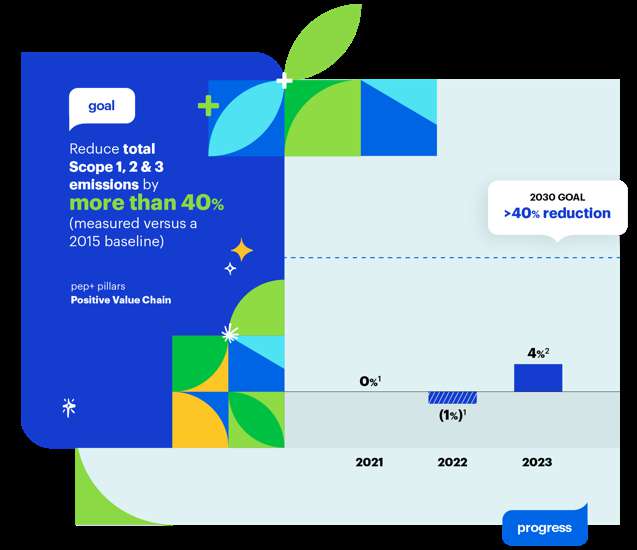 goal
Reduce total
Scope 1, 2 & 3
emissions by
more than 40%
(measured versus a
2015 baseline)
pep+ pillars
Positive Value Chain
2030 GOAL
>40% reduction
0%¹
(1%)¹
4%²
2021 2022 2023
progress